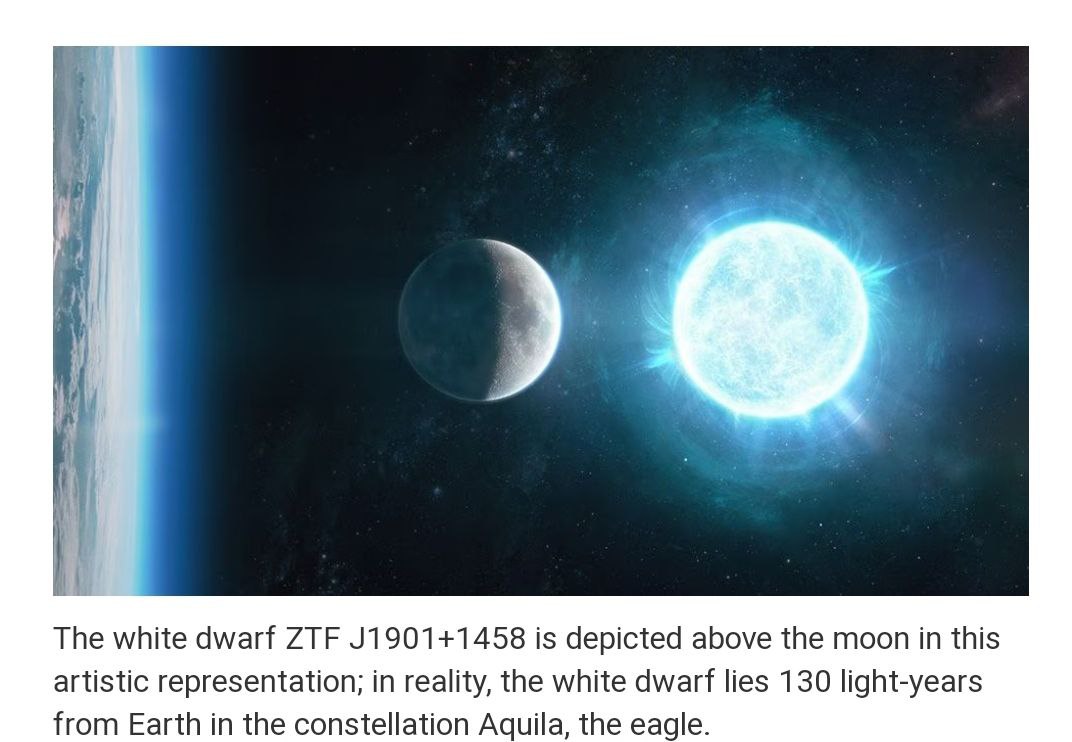 The white dwarf ZTF J1901+1458 is depicted above the moon in this
artistic representation; in reality, the white dwarf lies 130 light-years
from Earth in the constellation Aquila, the eagle.